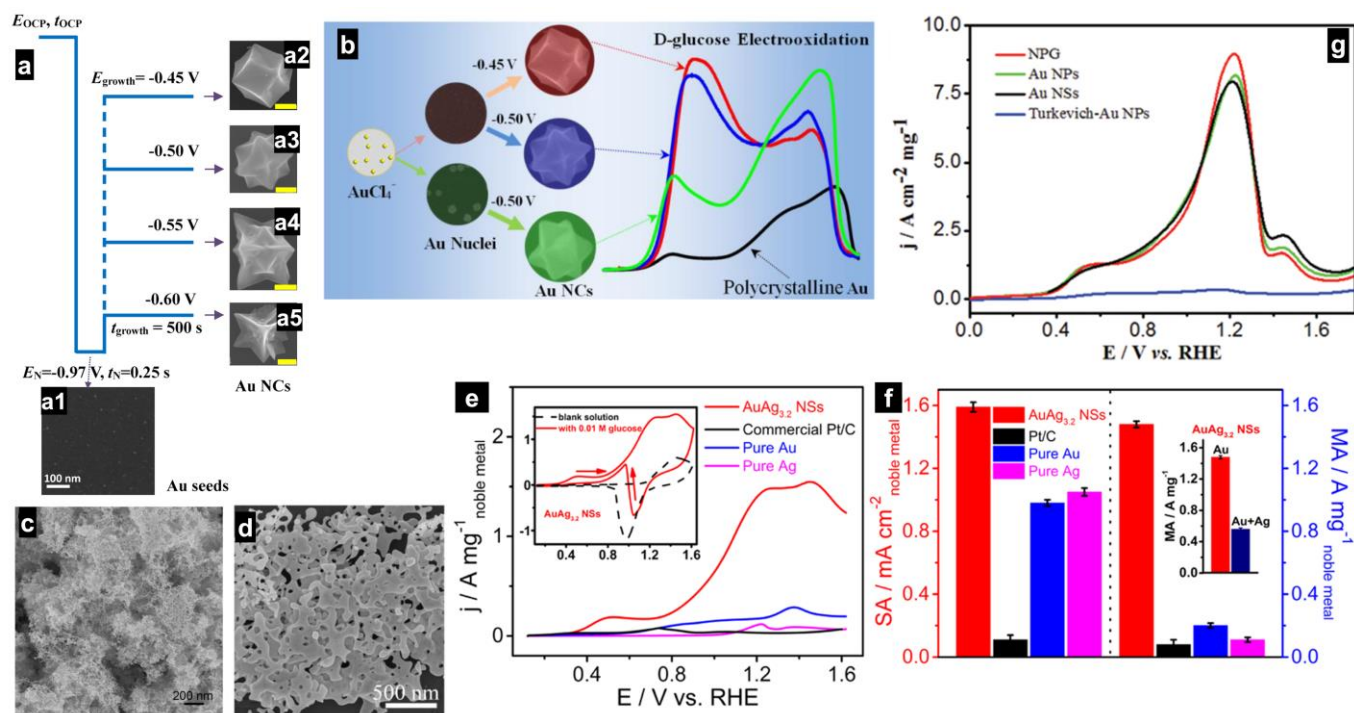 a
E_OCP, t_OCP
E_growth= -0.45 V
-0.50 V
-0.55 V
-0.60 V
t_growth = 500 s
E_N=-0.97 V, t_N=0.25 s
a2
a3
a4
a5
Au NCs
a1
100 nm
Au seeds
b
D-glucose Electrooxidation
-0.45 V
-0.50 V
AuCl₄⁻
-0.50 V
Au Nuclei
Au NCs
Polycrystalline Au
g
NPG
Au NPs
Au NSs
Turkevich-Au NPs
j / A cm⁻² mg⁻¹
10.0
7.5
5.0
2.5
0.0
0.0 0.4 0.8 1.2 1.6
E / V vs. RHE
c
200 nm
d
500 nm
e
AuAg₃.₂ NSs
Commercial Pt/C
Pure Au
Pure Ag
blank solution
with 0.01 M glucose
AuAg₃.₂ NSs
1
0
-1
0.4 0.8 1.2 1.6
j / A mg⁻¹ noble metal
2
1
0
0.4 0.8 1.2 1.6
E / V vs. RHE
f
AuAg₃.₂ NSs
Pt/C
Pure Au
Pure Ag
SA / mA cm⁻² noble metal
1.6
1.2
0.8
0.4
0.0
AuAg₃.₂ NSs
Au
Au+Ag
MA / A mg⁻¹
1.6
1.2
0.8
0.4
0.0
MA / A mg⁻¹ noble metal
1.6
1.2
0.8
0.4
0.0